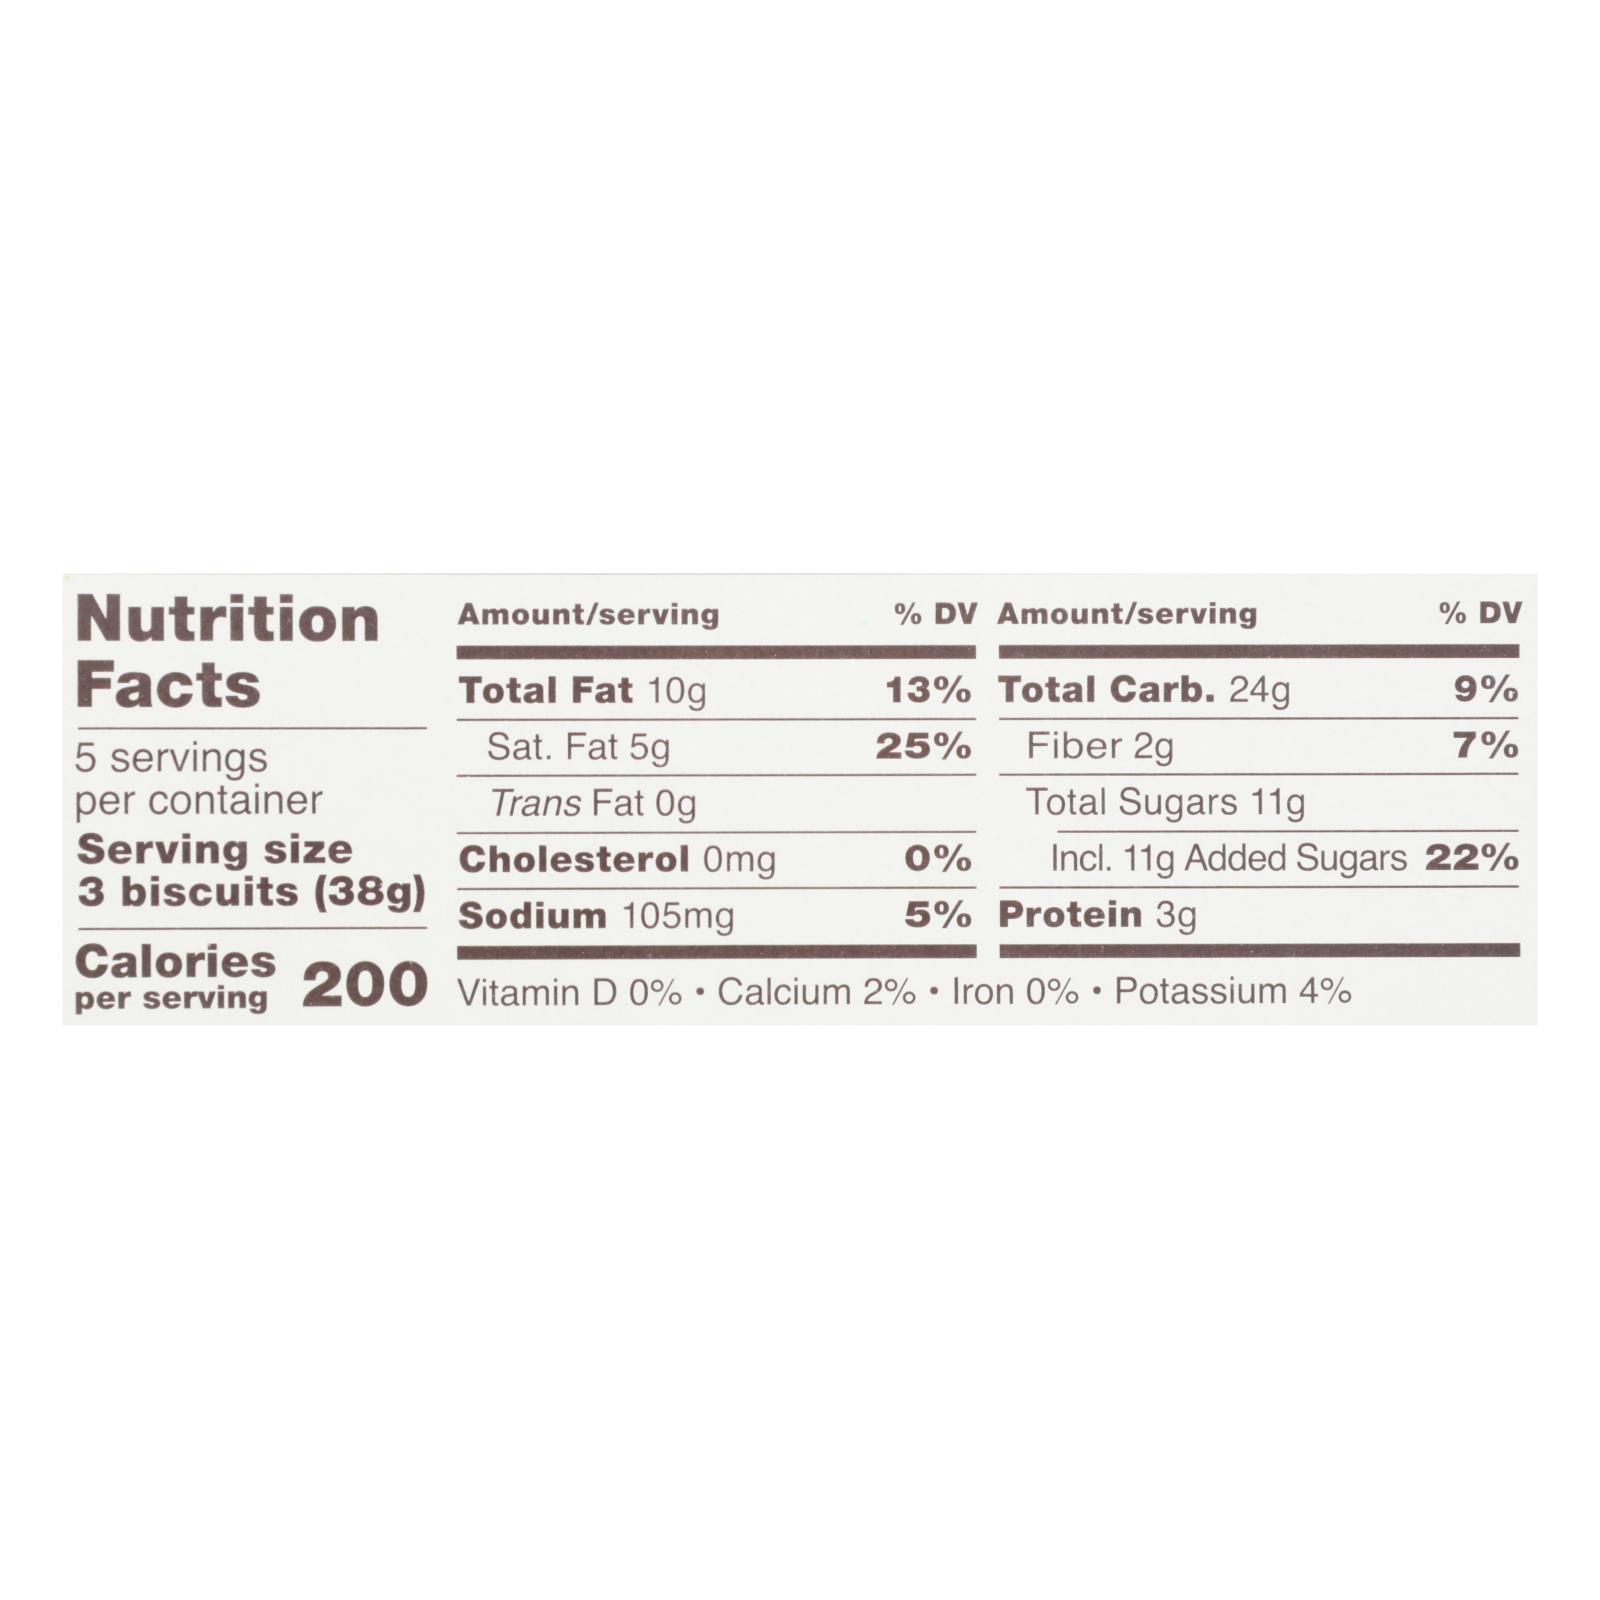 Nutrition
Facts
5 servings
per container
Serving size
3 biscuits (38g)
Calories
per serving 200
Amount/serving % DV
Total Fat 10g 13%
Sat. Fat 5g 25%
Trans Fat 0g
Cholesterol 0mg 0%
Sodium 105mg 5%
Amount/serving % DV
Total Carb. 24g 9%
Fiber 2g 7%
Total Sugars 11g
Incl. 11g Added Sugars 22%
Protein 3g
Vitamin D 0% • Calcium 2% • Iron 0% • Potassium 4%